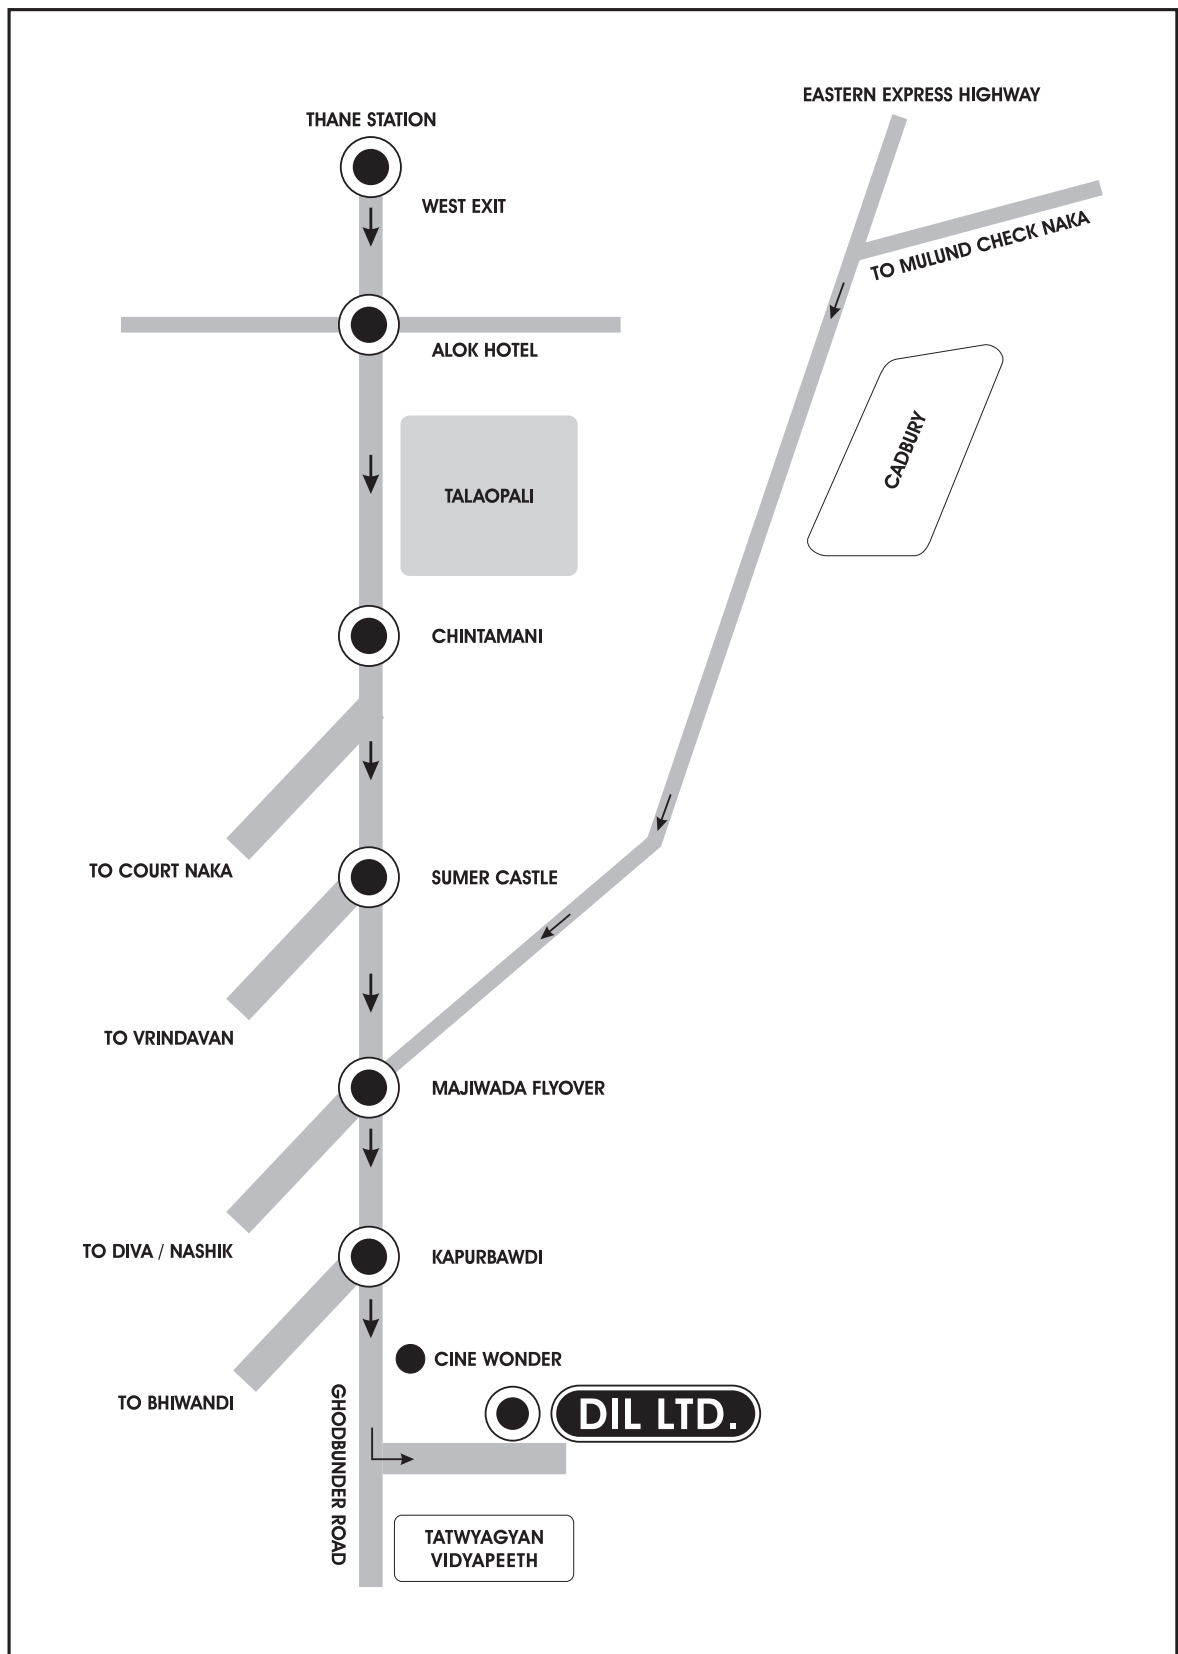 EASTERN EXPRESS HIGHWAY
THANE STATION
WEST EXIT
TO MULUND CHECK NAKA
ALOK HOTEL
CADBURY
TALAOPALI
CHINTAMANI
TO COURT NAKA
SUMER CASTLE
TO VRINDAVAN
MAJIWADA FLYOVER
TO DIVA / NASHIK
KAPURBAWDI
CINE WONDER
TO BHIWANDI
GHODBUNDER ROAD
DIL LTD.
TATWYAGYAN
VIDYAPEETH